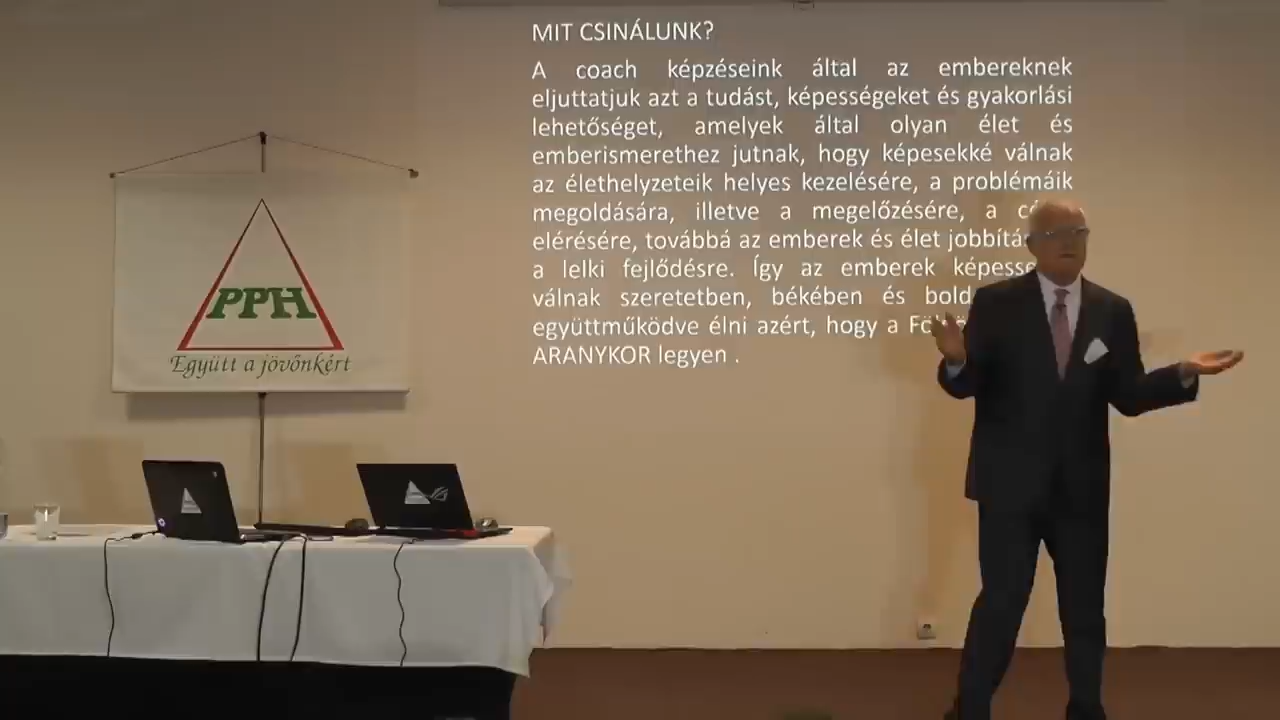 MIT CSINÁLUNK?
A coach képzéseink által az embereknek
eljuttatjuk azt a tudást, képességeket és gyakorlási
lehetőséget, amelyek által olyan élet és
emberismerethez jutnak, hogy képesekké válnak
az élethelyzeteik helyes kezelésére, a problémáik
megoldására, illetve a megelőzésére, a
elérésére, továbbá az emberek és élet
a lelki fejlődésre. Így az emberek
válnak szeretetben, békében és
együttműködve élni azért, hogy a
ARANYKOR legyen .
PPH
Együtt a jövőnkért